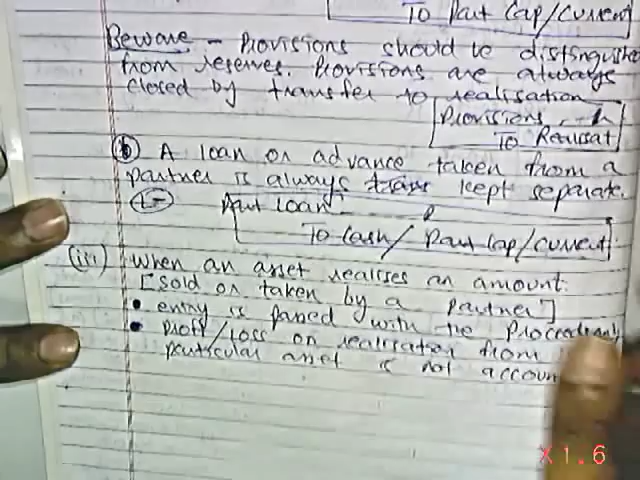 To Part Cap/Current
Beware - Provisions should be distinguishe
from reserves. Provisions are always
closed by transfer to realisation
Provisions
To Realisat
(b) A loan or advance taken from a
partner is always kept separate.
Part loan
To Cash/Part Cap/Current
(iii) When an asset realises an amount.
[sold or taken by a Partner]
• entry is passed with the Proceed only
• profit/loss on realisation from
particular asset is not accoun
X1.6